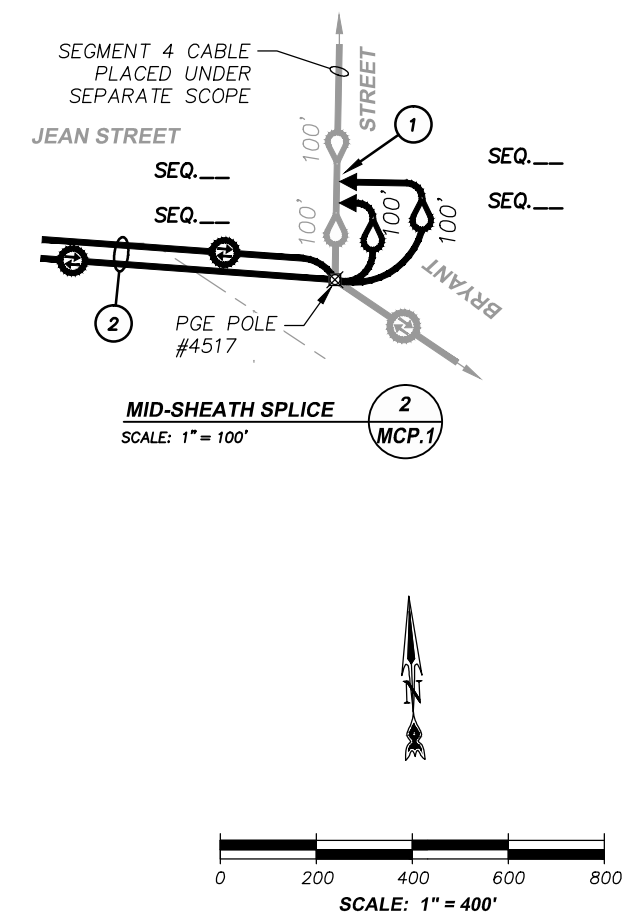 SEGMENT 4 CABLE
PLACED UNDER
SEPARATE SCOPE
STREET
JEAN STREET
1
100'
SEQ.__
SEQ.__
SEQ.__
SEQ.__
100'
100'
100'
BRYANT
2
PGE POLE
#4517
MID-SHEATH SPLICE
SCALE: 1" = 100'
2
MCP.1
N
0 200 400 600 800
SCALE: 1" = 400'